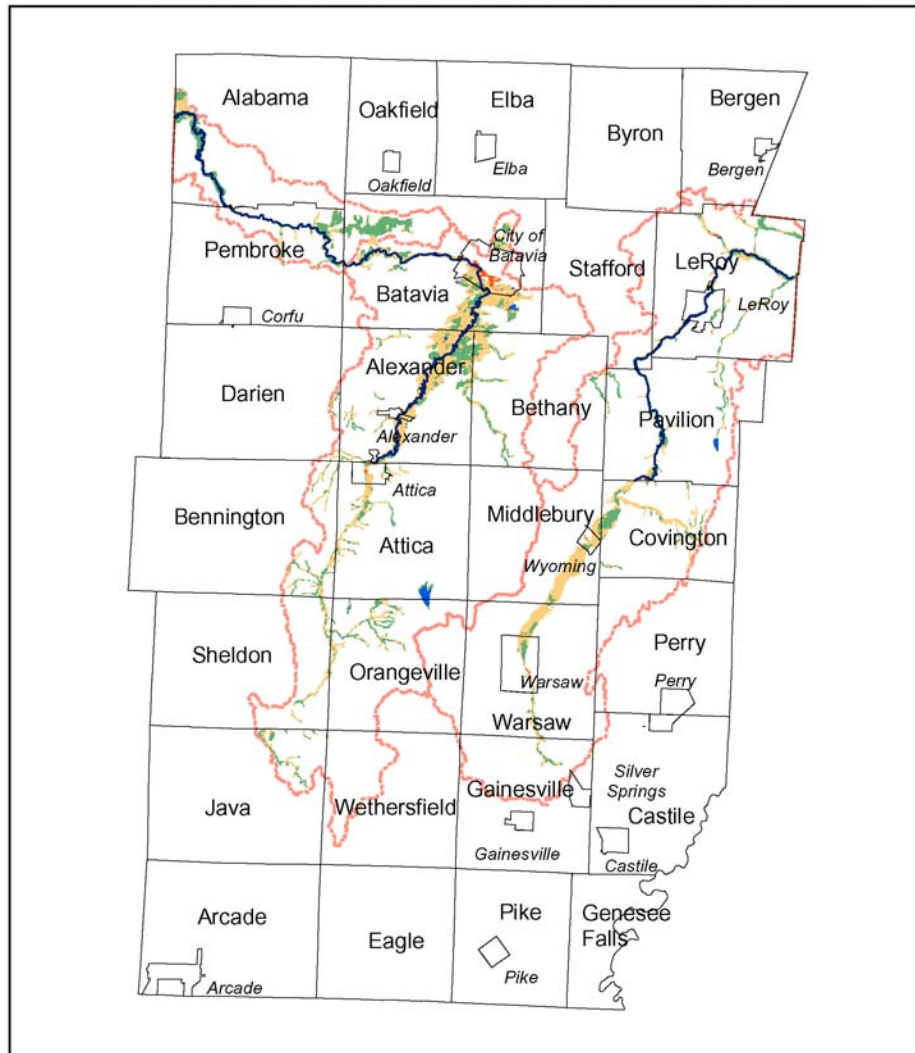 Alabama
Oakfield
Elba
Byron
Bergen
Oakfield
Elba
Bergen
Pembroke
City of
Batavia
Stafford
LeRoy
Batavia
LeRoy
Corfu
Darien
Alexander
Bethany
Pavilion
Alexander
Bennington
Attica
Attica
Middlebury
Wyoming
Covington
Sheldon
Orangeville
Warsaw
Warsaw
Perry
Perry
Java
Wethersfield
Gainesville
Silver
Springs
Castile
Gainesville
Castile
Arcade
Eagle
Pike
Genesee
Falls
Arcade
Pike